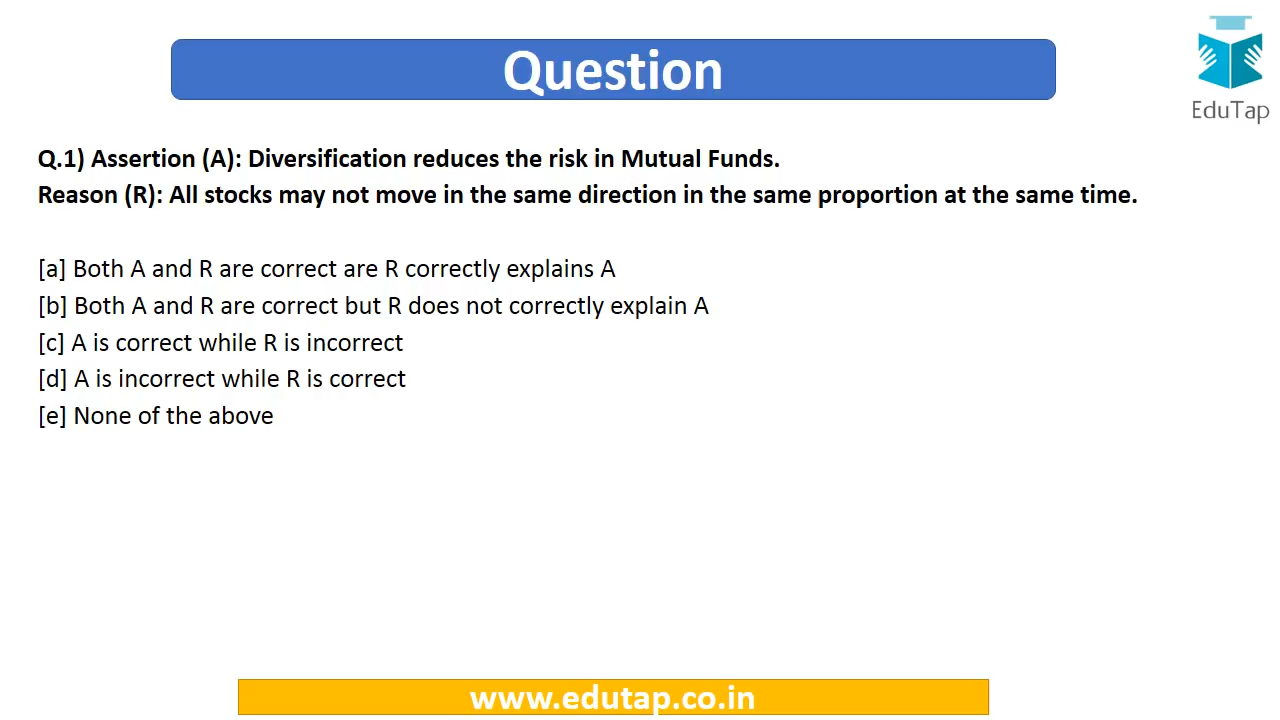 Question
EduTap
Q.1) Assertion (A): Diversification reduces the risk in Mutual Funds.
Reason (R): All stocks may not move in the same direction in the same proportion at the same time.
[a] Both A and R are correct are R correctly explains A
[b] Both A and R are correct but R does not correctly explain A
[c] A is correct while R is incorrect
[d] A is incorrect while R is correct
[e] None of the above
www.edutap.co.in